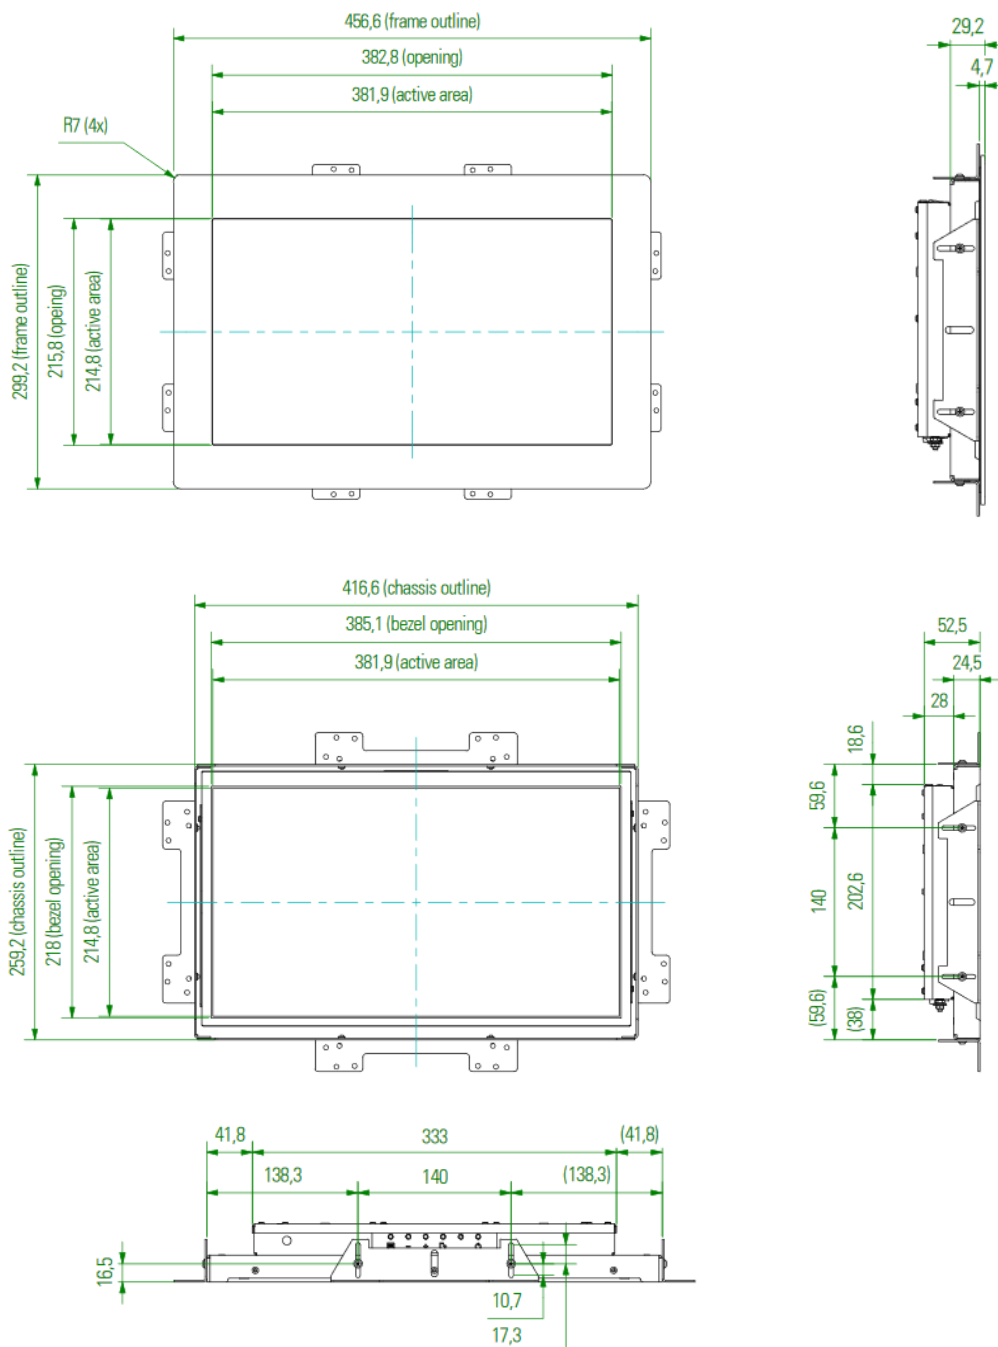 456,6 (frame outline)
382,8 (opening)
381,9 (active area)
R7 (4x)
299,2 (frame outline)
215,8 (opeing)
214,8 (active area)
29,2
4,7
416,6 (chassis outline)
385,1 (bezel opening)
381,9 (active area)
259,2 (chassis outline)
218 (bezel opening)
214,8 (active area)
52,5
24,5
28
18,6
59,6
140
202,6
(59,6)
(38)
41,8
333
(41,8)
138,3
140
(138,3)
16,5
10,7
17,3